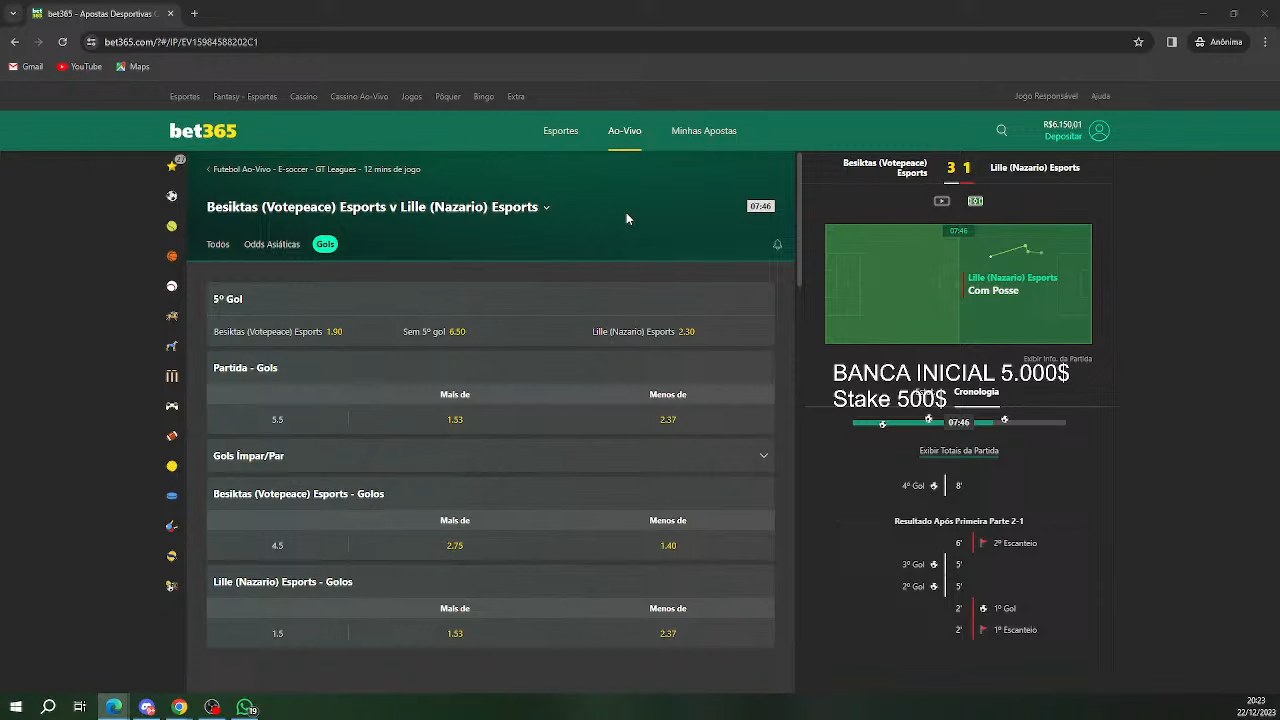 bet365 - Apostas Desportivas O
bet365.com/?#/IP/EV15984588202C1
Anônima
Gmail
YouTube
Maps
Esportes
Fantasy - Esportes
Cassino
Cassino Ao-Vivo
Jogos
Pôquer
Bingo
Extra
Jogo Responsável
Ajuda
bet365
Esportes
Ao-Vivo
Minhas Apostas
R$6.150,01
Depositar
Futebol Ao-Vivo - E-soccer - GT Leagues - 12 mins de jogo
Besiktas (Votepeace) Esports v Lille (Nazario) Esports
07:46
Todos
Odds Asiáticas
Gols
5º Gol
Besiktas (Votepeace) Esports 1.90
Sem 5º gol 6.50
Lille (Nazario) Esports 2.30
Partida - Gols
Mais de Menos de
5.5 1.53 2.37
Gols Ímpar/Par
Besiktas (Votepeace) Esports - Golos
Mais de Menos de
4.5 2.75 1.40
Lille (Nazario) Esports - Golos
Mais de Menos de
1.5 1.53 2.37
Besiktas (Votepeace)
Esports
3 1
Lille (Nazario) Esports
07:46
Lille (Nazario) Esports
Com Posse
Exibir Info. da Partida
BANCA INICIAL 5.000$
Stake 500$
Cronologia
07:46
Exibir Totais da Partida
4º Gol 8'
Resultado Após Primeira Parte 2-1
6' 2º Escanteio
3º Gol 5'
2º Gol 5'
2' 1º Gol
2' 1º Escanteio
20:23
22/12/2023